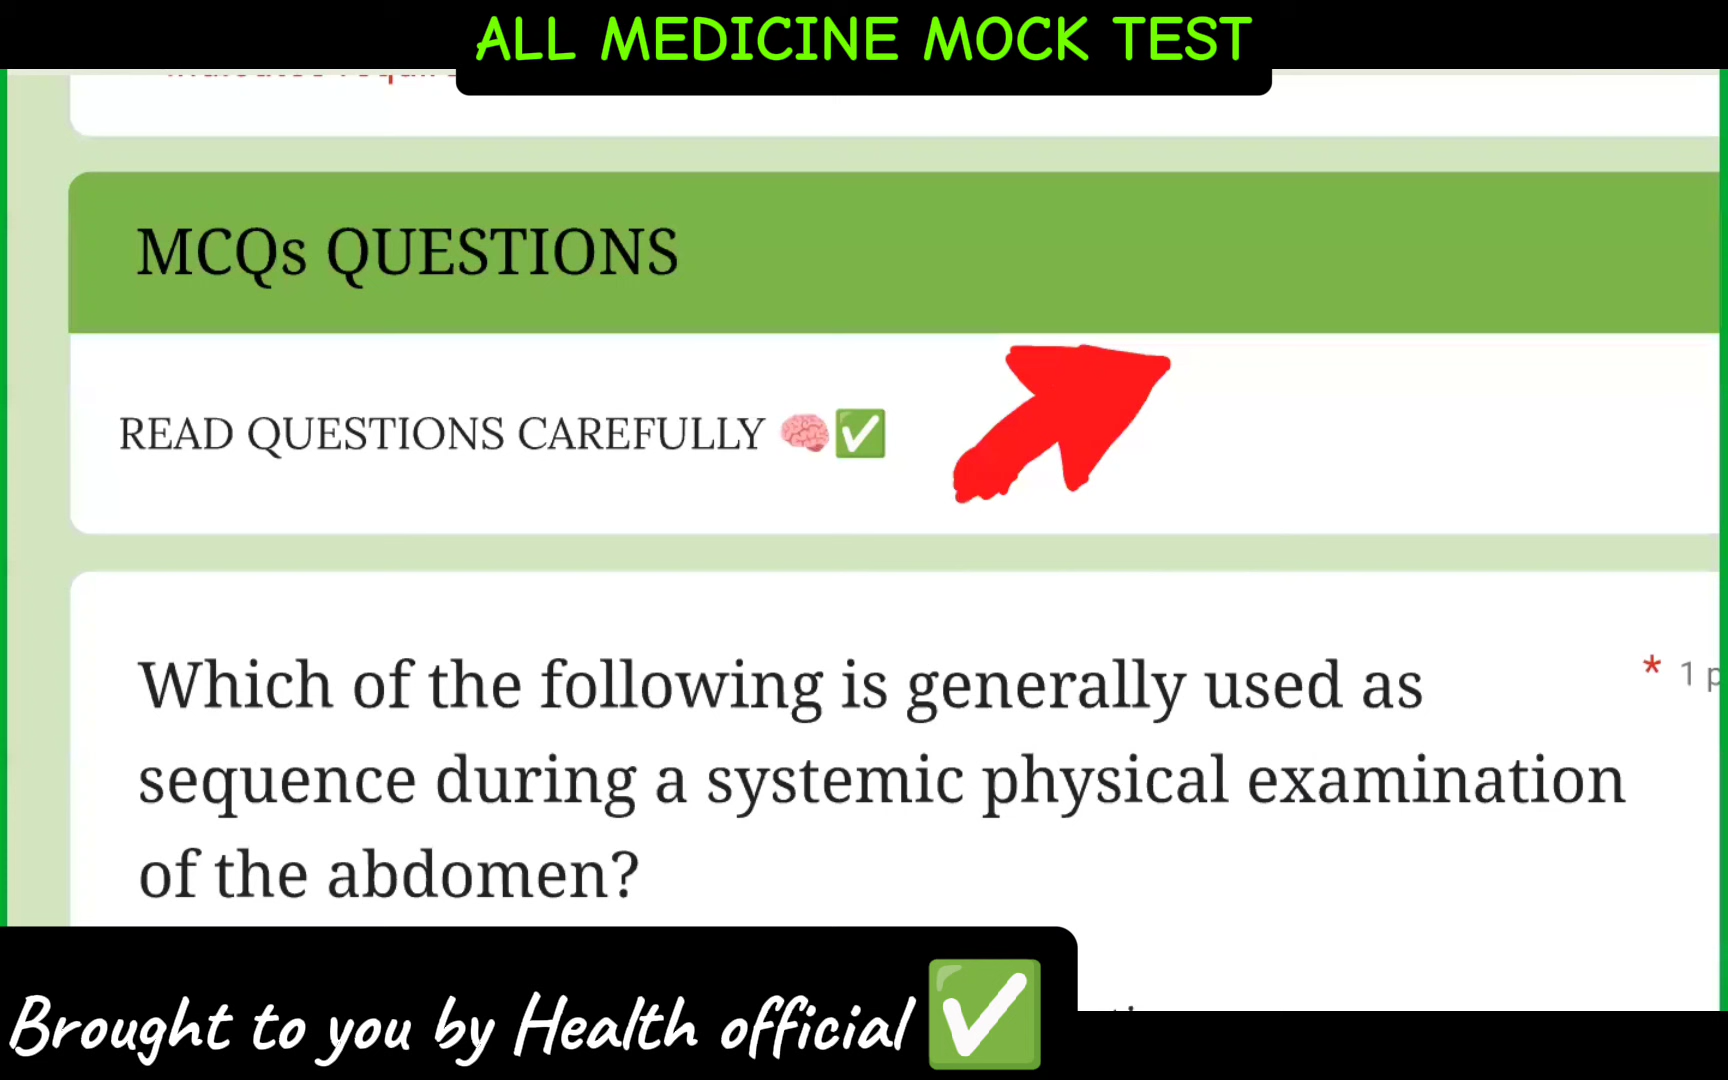 ALL MEDICINE MOCK TEST
MCQs QUESTIONS
READ QUESTIONS CAREFULLY 🧠✅
Which of the following is generally used as
* 1 p
sequence during a systemic physical examination
of the abdomen?
Brought to you by Health official ✅